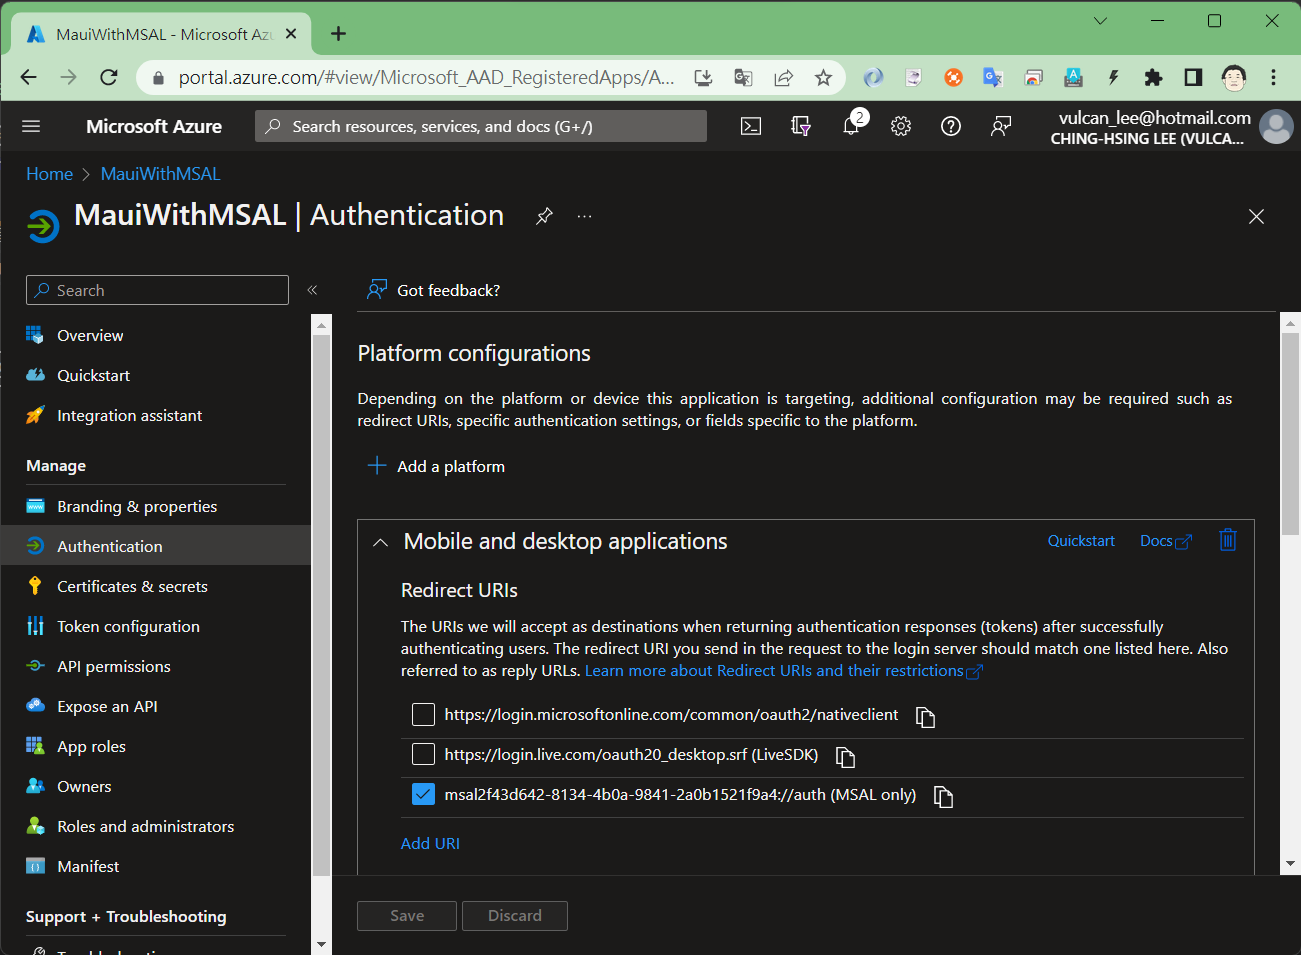 MauiWithMSAL - Microsoft Azu
portal.azure.com/#view/Microsoft_AAD_RegisteredApps/A...
Microsoft Azure
Search resources, services, and docs (G+/)
2
vulcan_lee@hotmail.com
CHING-HSING LEE (VULCA...
Home > MauiWithMSAL
MauiWithMSAL | Authentication
Search
Overview
Quickstart
Integration assistant
Manage
Branding & properties
Authentication
Certificates & secrets
Token configuration
API permissions
Expose an API
App roles
Owners
Roles and administrators
Manifest
Support + Troubleshooting
Got feedback?
Platform configurations
Depending on the platform or device this application is targeting, additional configuration may be required such as
redirect URIs, specific authentication settings, or fields specific to the platform.
Add a platform
Mobile and desktop applications
Quickstart
Docs
Redirect URIs
The URIs we will accept as destinations when returning authentication responses (tokens) after successfully
authenticating users. The redirect URI you send in the request to the login server should match one listed here. Also
referred to as reply URLs. Learn more about Redirect URIs and their restrictions
https://login.microsoftonline.com/common/oauth2/nativeclient
https://login.live.com/oauth20_desktop.srf (LiveSDK)
msal2f43d642-8134-4b0a-9841-2a0b1521f9a4://auth (MSAL only)
Add URI
Save
Discard